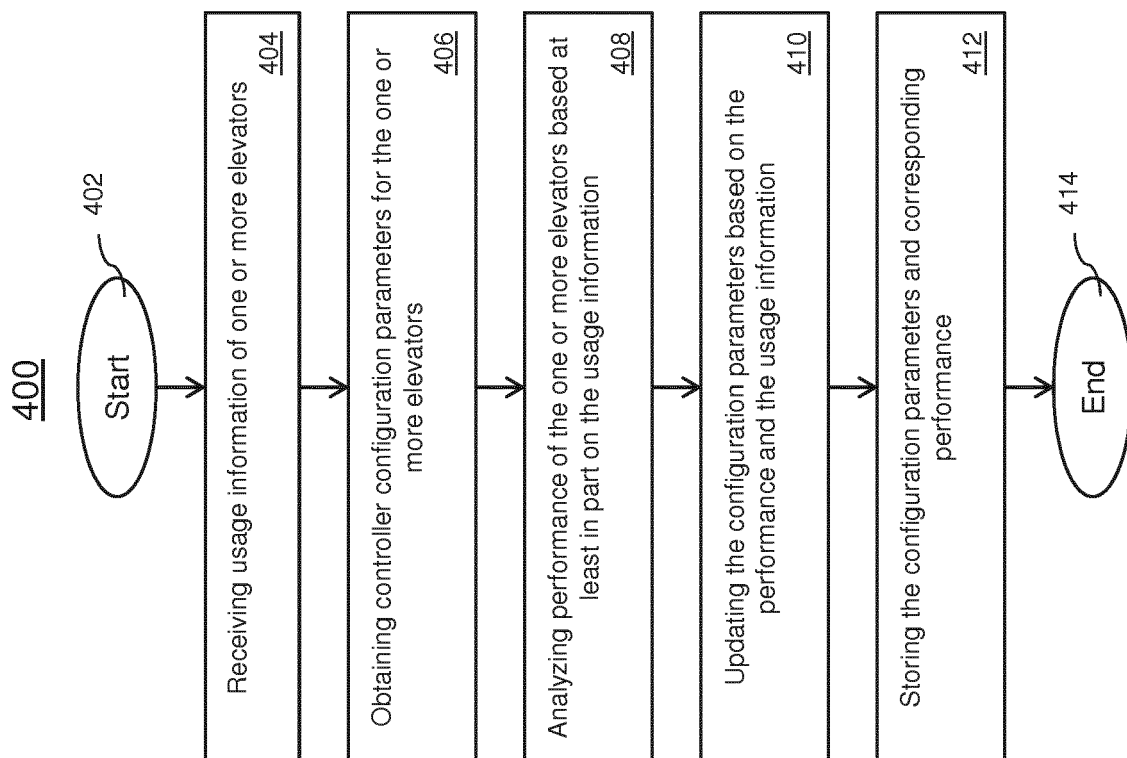 400
Start
402
Receiving usage information of one or more elevators
404
Obtaining controller configuration parameters for the one or
more elevators
406
Analyzing performance of the one or more elevators based at
least in part on the usage information
408
Updating the configuration parameters based on the
performance and the usage information
410
Storing the configuration parameters and corresponding
performance
412
End
414